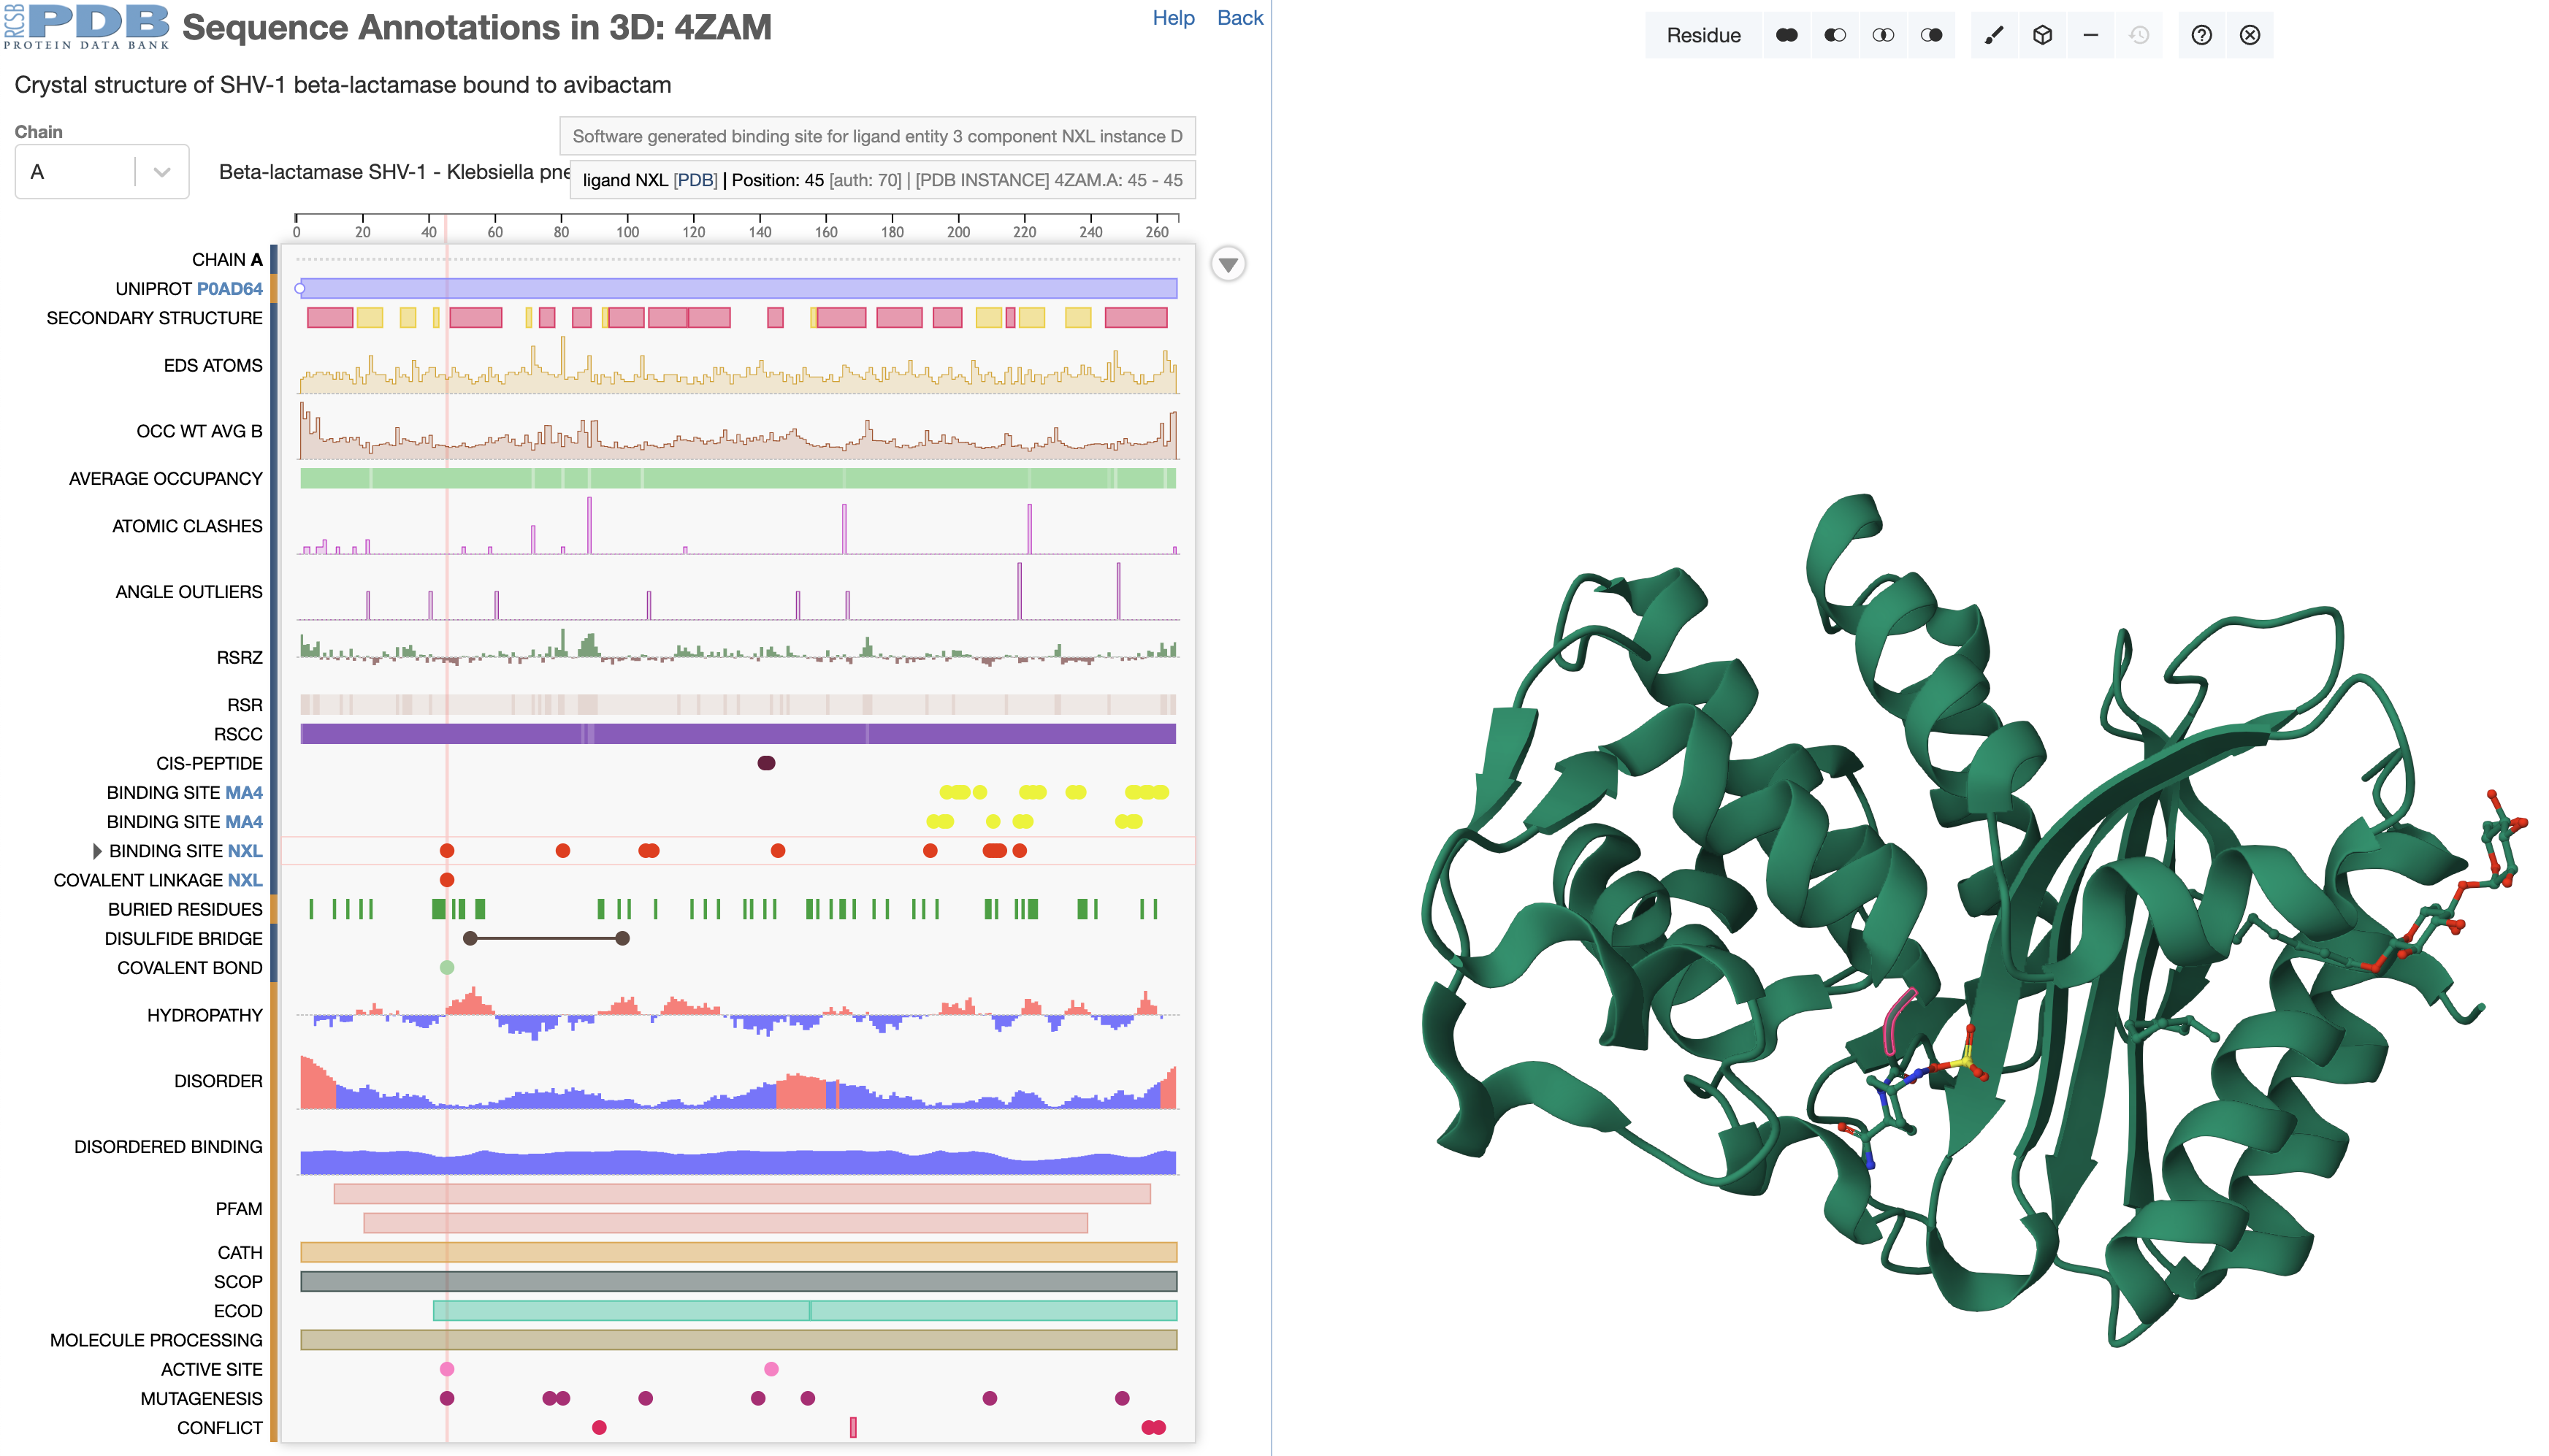 RCSB PDB
PROTEIN DATA BANK
Sequence Annotations in 3D: 4ZAM
Help Back
Residue
Crystal structure of SHV-1 beta-lactamase bound to avibactam
Chain
Software generated binding site for ligand entity 3 component NXL instance D
A
Beta-lactamase SHV-1 - Klebsiella pne
ligand NXL [PDB] | Position: 45 [auth: 70] | [PDB INSTANCE] 4ZAM.A: 45 - 45
0 20 40 60 80 100 120 140 160 180 200 220 240 260
CHAIN A
UNIPROT P0AD64
SECONDARY STRUCTURE
EDS ATOMS
OCC WT AVG B
AVERAGE OCCUPANCY
ATOMIC CLASHES
ANGLE OUTLIERS
RSRZ
RSR
RSCC
CIS-PEPTIDE
BINDING SITE MA4
BINDING SITE MA4
BINDING SITE NXL
COVALENT LINKAGE NXL
BURIED RESIDUES
DISULFIDE BRIDGE
COVALENT BOND
HYDROPATHY
DISORDER
DISORDERED BINDING
PFAM
CATH
SCOP
ECOD
MOLECULE PROCESSING
ACTIVE SITE
MUTAGENESIS
CONFLICT